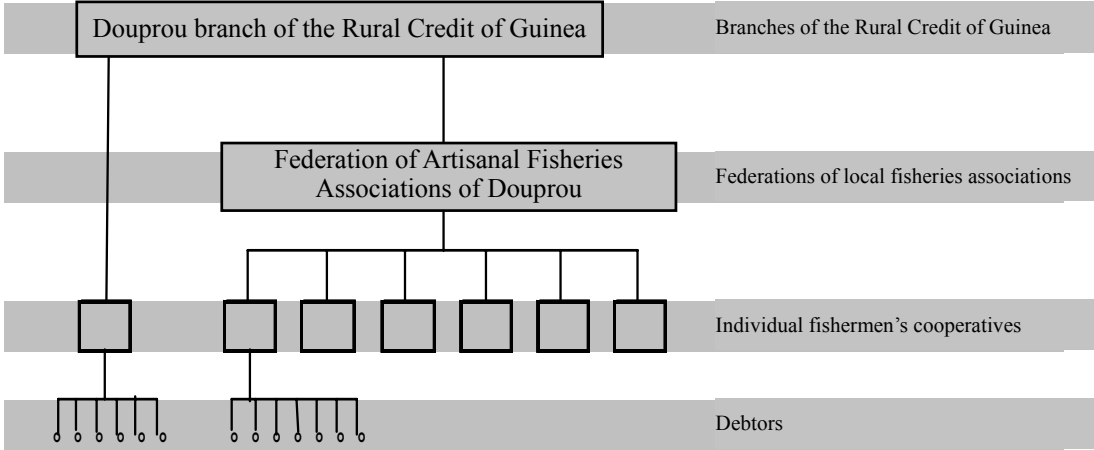 Douprou branch of the Rural Credit of Guinea
Branches of the Rural Credit of Guinea
Federation of Artisanal Fisheries
Associations of Douprou
Federations of local fisheries associations
Individual fishermen’s cooperatives
Debtors